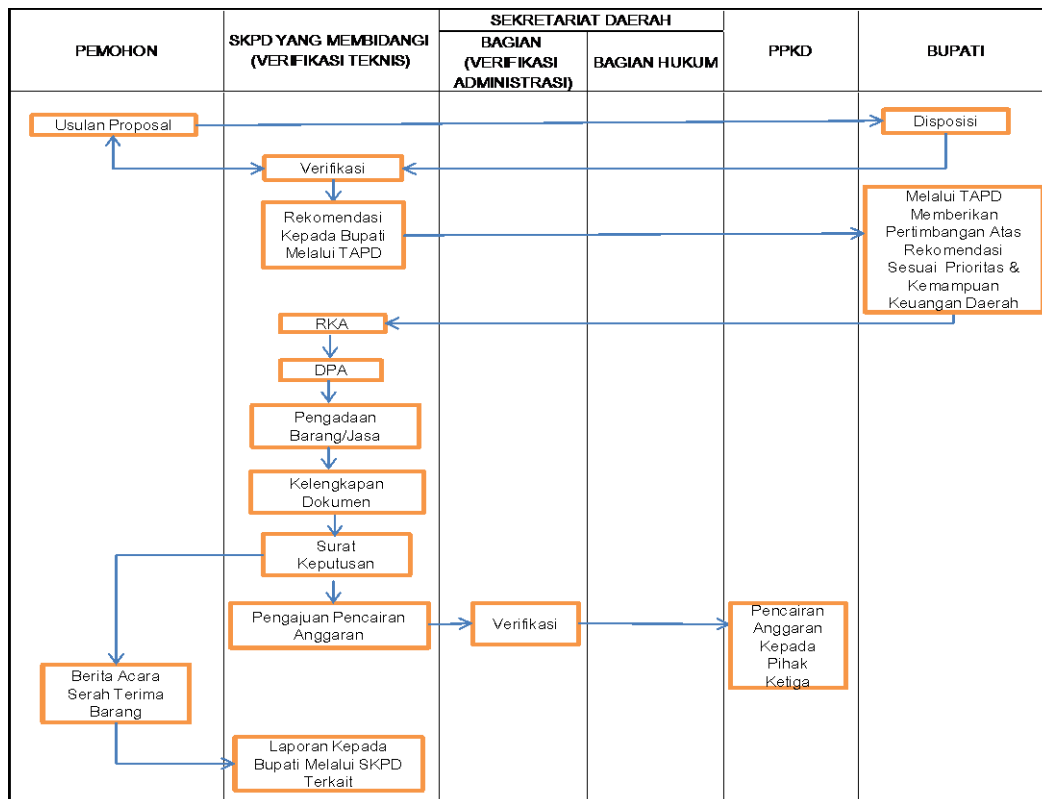 SEKRETARIAT DAERAH
PEMOHON
SKPD YANG MEMBIDANGI
(VERIFIKASI TEKNIS)
BAGIAN
(VERIFIKASI
ADMINISTRASI)
BAGIAN HUKUM
PPKD
BUPATI
Usulan Proposal
Disposisi
Verifikasi
Rekomendasi
Kepada Bupati
Melalui TAPD
Melalui TAPD
Memberikan
Pertimbangan Atas
Rekomendasi
Sesuai Prioritas &
Kemampuan
Keuangan Daerah
RKA
DPA
Pengadaan
Barang/Jasa
Kelengkapan
Dokumen
Surat
Keputusan
Pengajuan Pencairan
Anggaran
Verifikasi
Pencairan
Anggaran
Kepada
Pihak
Ketiga
Berita Acara
Serah Terima
Barang
Laporan Kepada
Bupati Melalui SKPD
Terkait